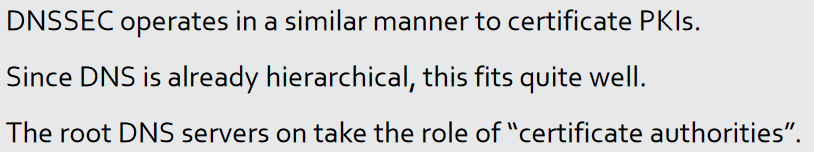 DNSSEC operates in a similar manner to certificate PKIs.
Since DNS is already hierarchical, this fits quite well.
The root DNS servers on take the role of “certificate authorities”.